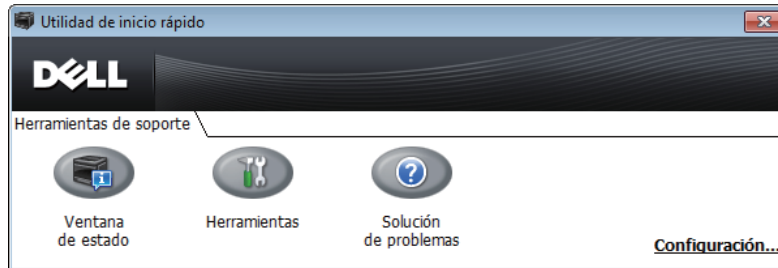 Utilidad de inicio rápido
DELL
Herramientas de soporte
Ventana
de estado
Herramientas
Solución
de problemas
Configuración...